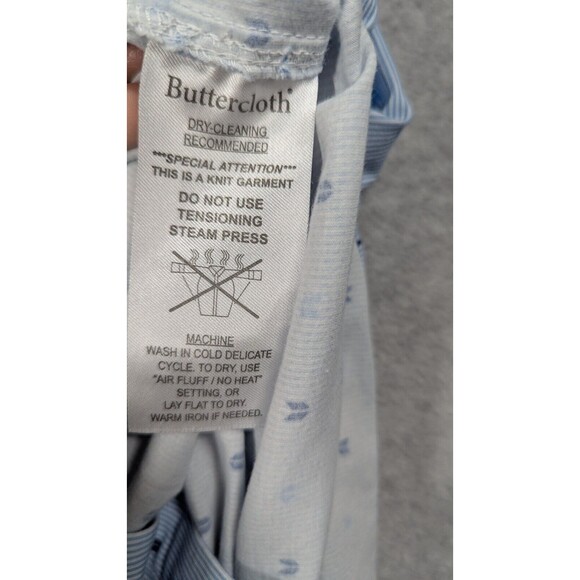 Buttercloth®
DRY-CLEANING
RECOMMENDED
***SPECIAL ATTENTION***
THIS IS A KNIT GARMENT
DO NOT USE
TENSIONING
STEAM PRESS
MACHINE
WASH IN COLD DELICATE
CYCLE. TO DRY, USE
"AIR FLUFF / NO HEAT"
SETTING, OR
LAY FLAT TO DRY.
WARM IRON IF NEEDED.